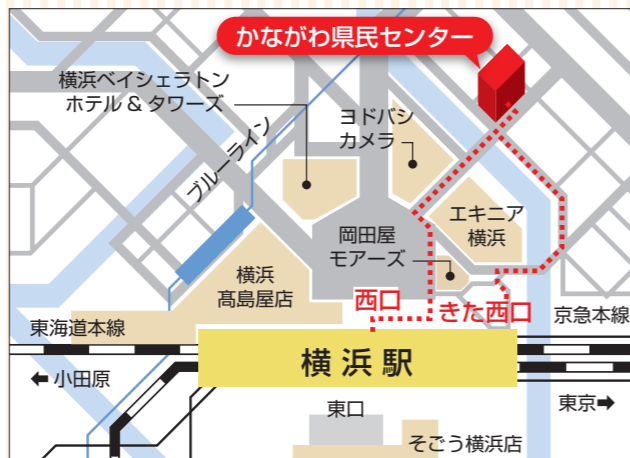 かながわ県民センター
横浜ベイシェラトン
ホテル & タワーズ
ヨドバシ
カメラ
ブルーライン
エキニア
横浜
岡田屋
モアーズ
横浜
髙島屋店
西口
きた西口
東海道本線
京急本線
横浜駅
← 小田原
東京→
東口
そごう横浜店